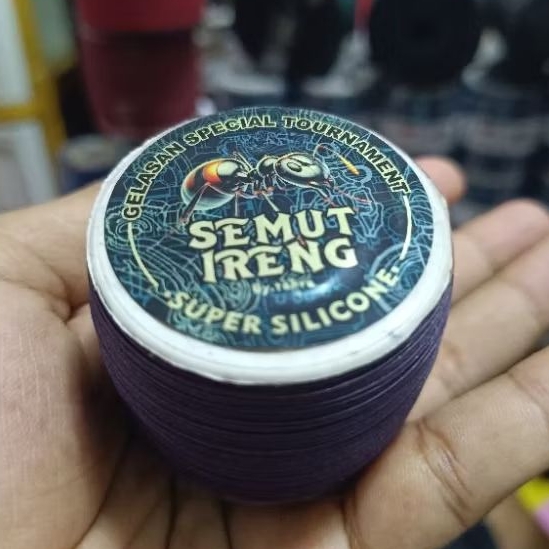 GELASAN SPECIAL TOURNAMENT
SEMUT
IRENG
SUPER SILICONE